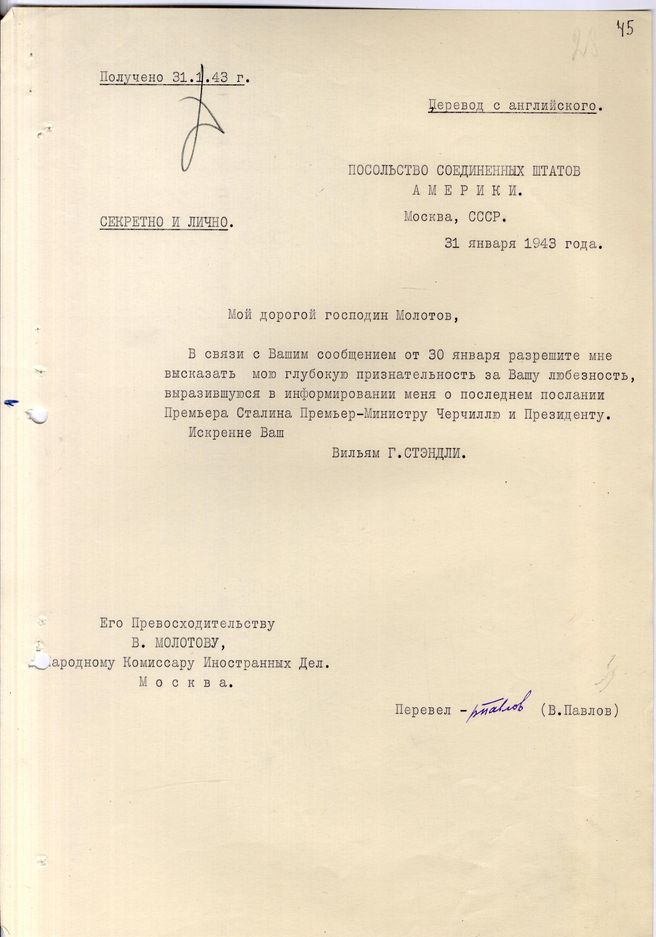 45
Получено 31.1.43 г.
Перевод с английского.
ПОСОЛЬСТВО СОЕДИНЕННЫХ ШТАТОВ
А М Е Р И К И.
СЕКРЕТНО И ЛИЧНО.
Москва, СССР.
31 января 1943 года.
Мой дорогой господин Молотов,
В связи с Вашим сообщением от 30 января разрешите мне
высказать мою глубокую признательность за Вашу любезность,
выразившуюся в информировании меня о последнем послании
Премьера Сталина Премьер-Министру Черчиллю и Президенту.
Искренне Ваш
Вильям Г.СТЭНДЛИ.
Его Превосходительству
В. МОЛОТОВУ,
Народному Комиссару Иностранных Дел.
М о с к в а.
Перевел - Павлов (В.Павлов)